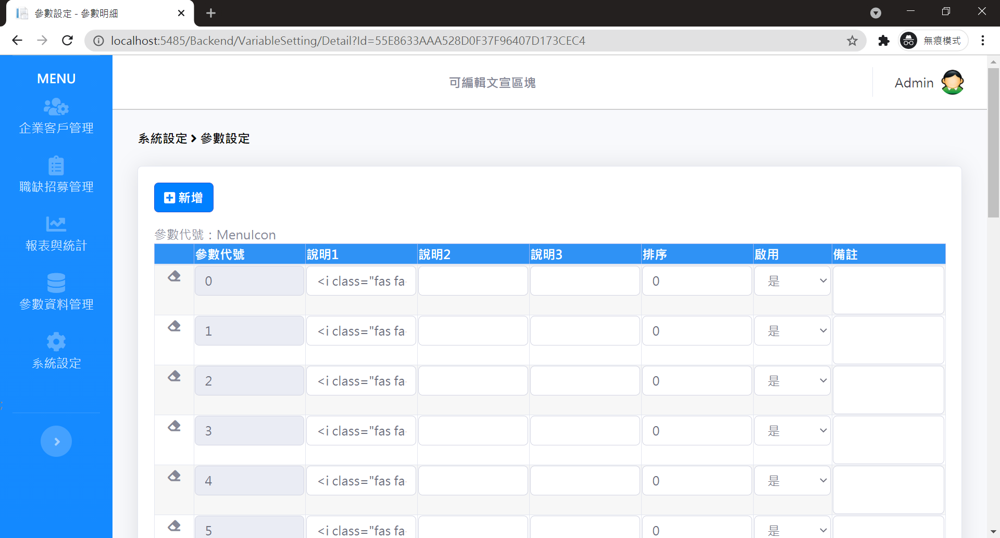 參數設定 - 參數明細
localhost:5485/Backend/VariableSetting/Detail?Id=55E8633AAA528D0F37F96407D173CEC4
無痕模式
MENU
企業客戶管理
職缺招募管理
報表與統計
參數資料管理
系統設定
;
可編輯文宣區塊
Admin
系統設定 > 參數設定
新增
參數代號：MenuIcon
參數代號 說明1 說明2 說明3 排序 啟用 備註
0 <i class="fas fa- 0 是
1 <i class="fas fa- 0 是
2 <i class="fas fa- 0 是
3 <i class="fas fa- 0 是
4 <i class="fas fa- 0 是
5 <i class="fas fa- 0 是